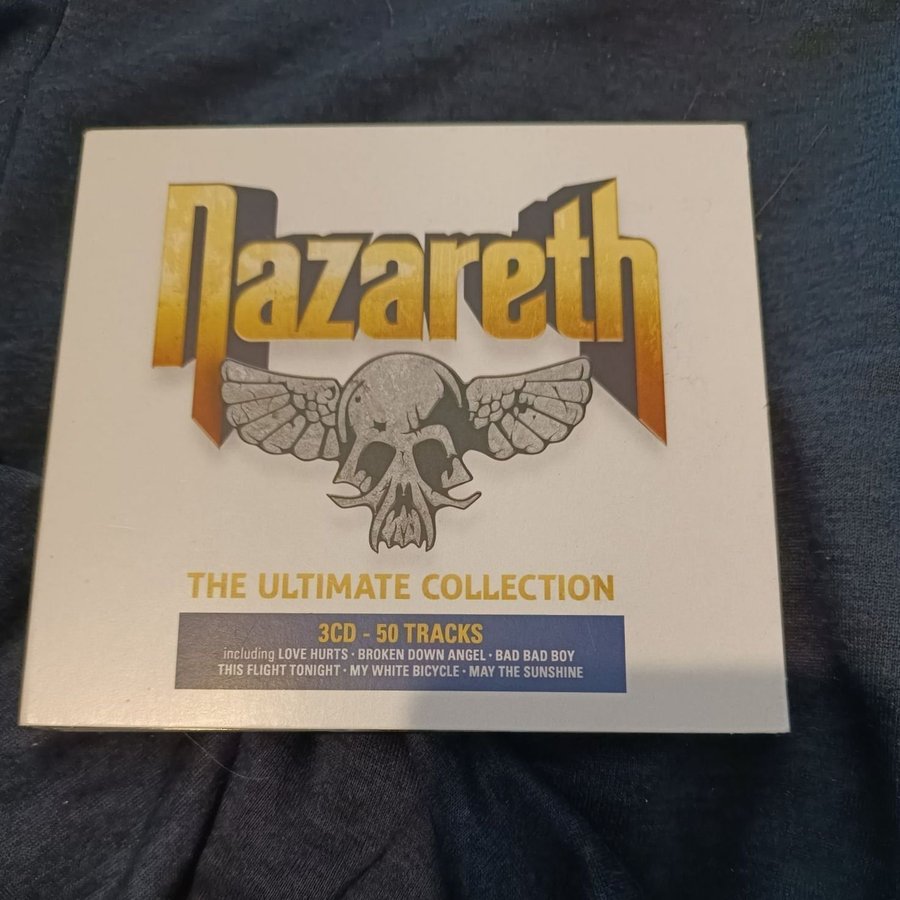 Nazareth
THE ULTIMATE COLLECTION
3CD - 50 TRACKS
including LOVE HURTS · BROKEN DOWN ANGEL · BAD BAD BOY
THIS FLIGHT TONIGHT · MY WHITE BICYCLE · MAY THE SUNSHINE